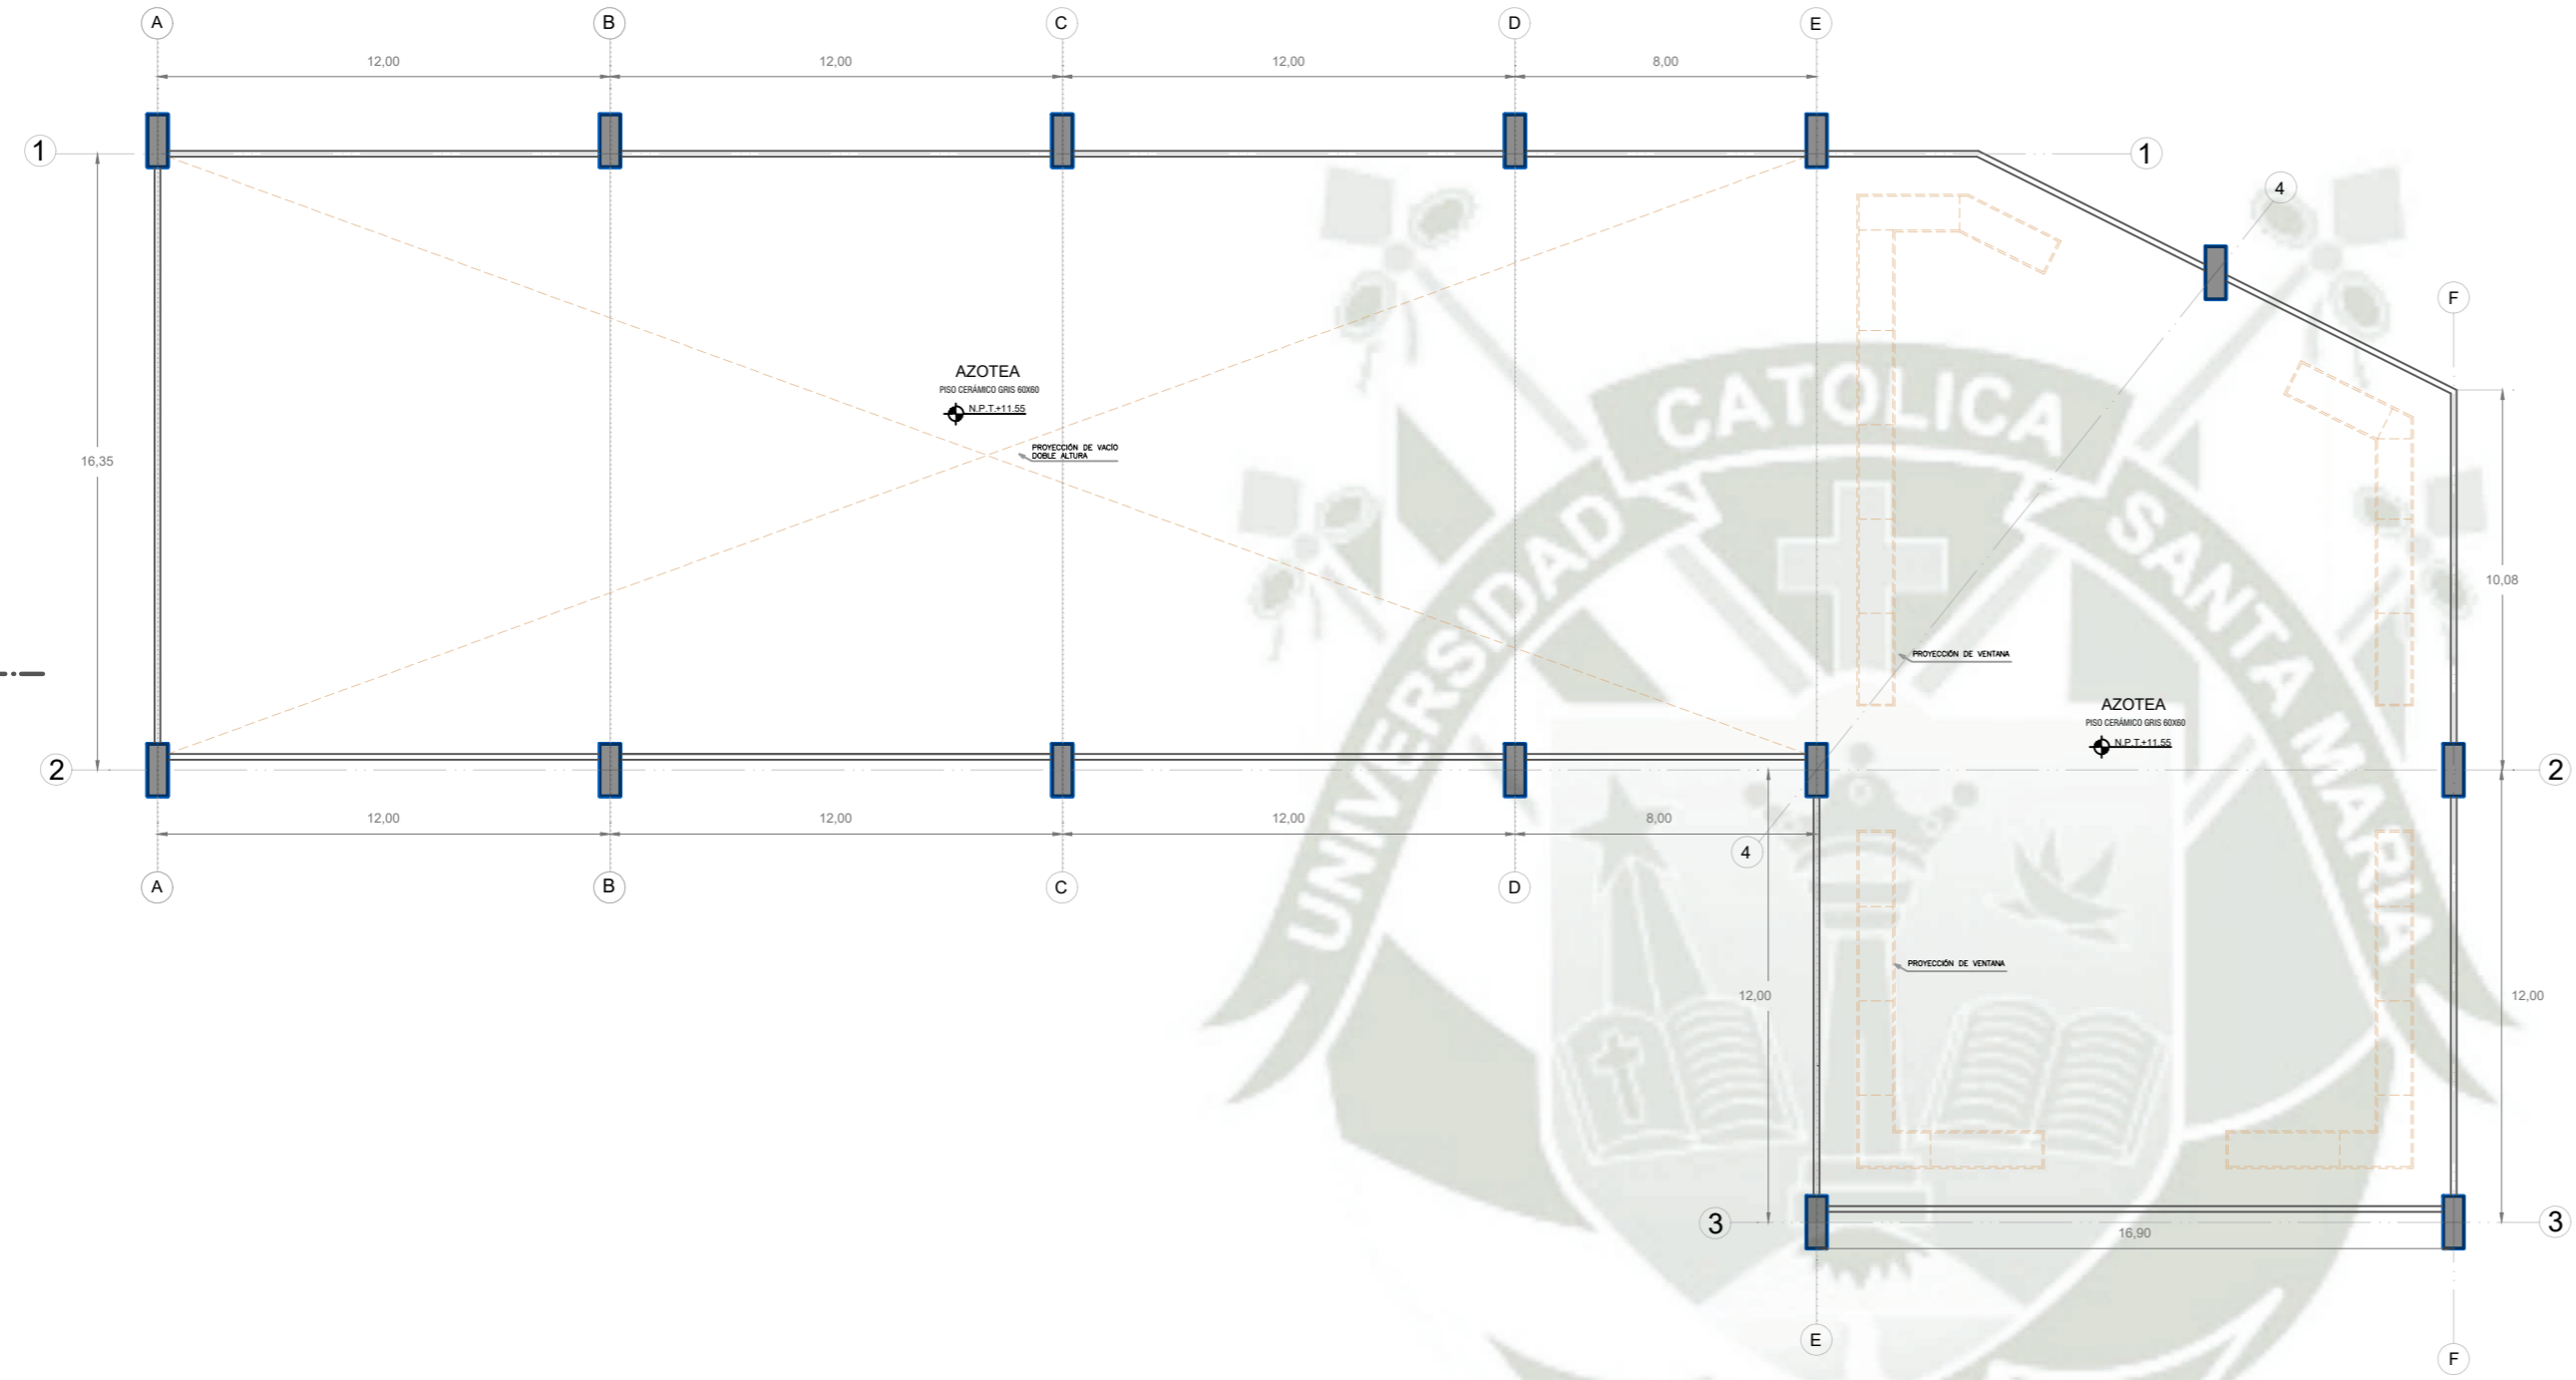 A B C D E
12,00 12,00 12,00 8,00
1 1
4
F
AZOTEA
PISO CERÁMICO GRIS 60X60
N.P.T.+11.55
PROYECCIÓN DE VACÍO
DOBLE ALTURA
16,35
10,08
UNIVERSIDAD CATOLICA SANTA MARIA
PROYECCIÓN DE VENTANA
AZOTEA
PISO CERÁMICO GRIS 60X60
N.P.T.+11.55
2 2
12,00 12,00 12,00 8,00
4
A B C D
PROYECCIÓN DE VENTANA
12,00 12,00
3 3
16,90
E
F